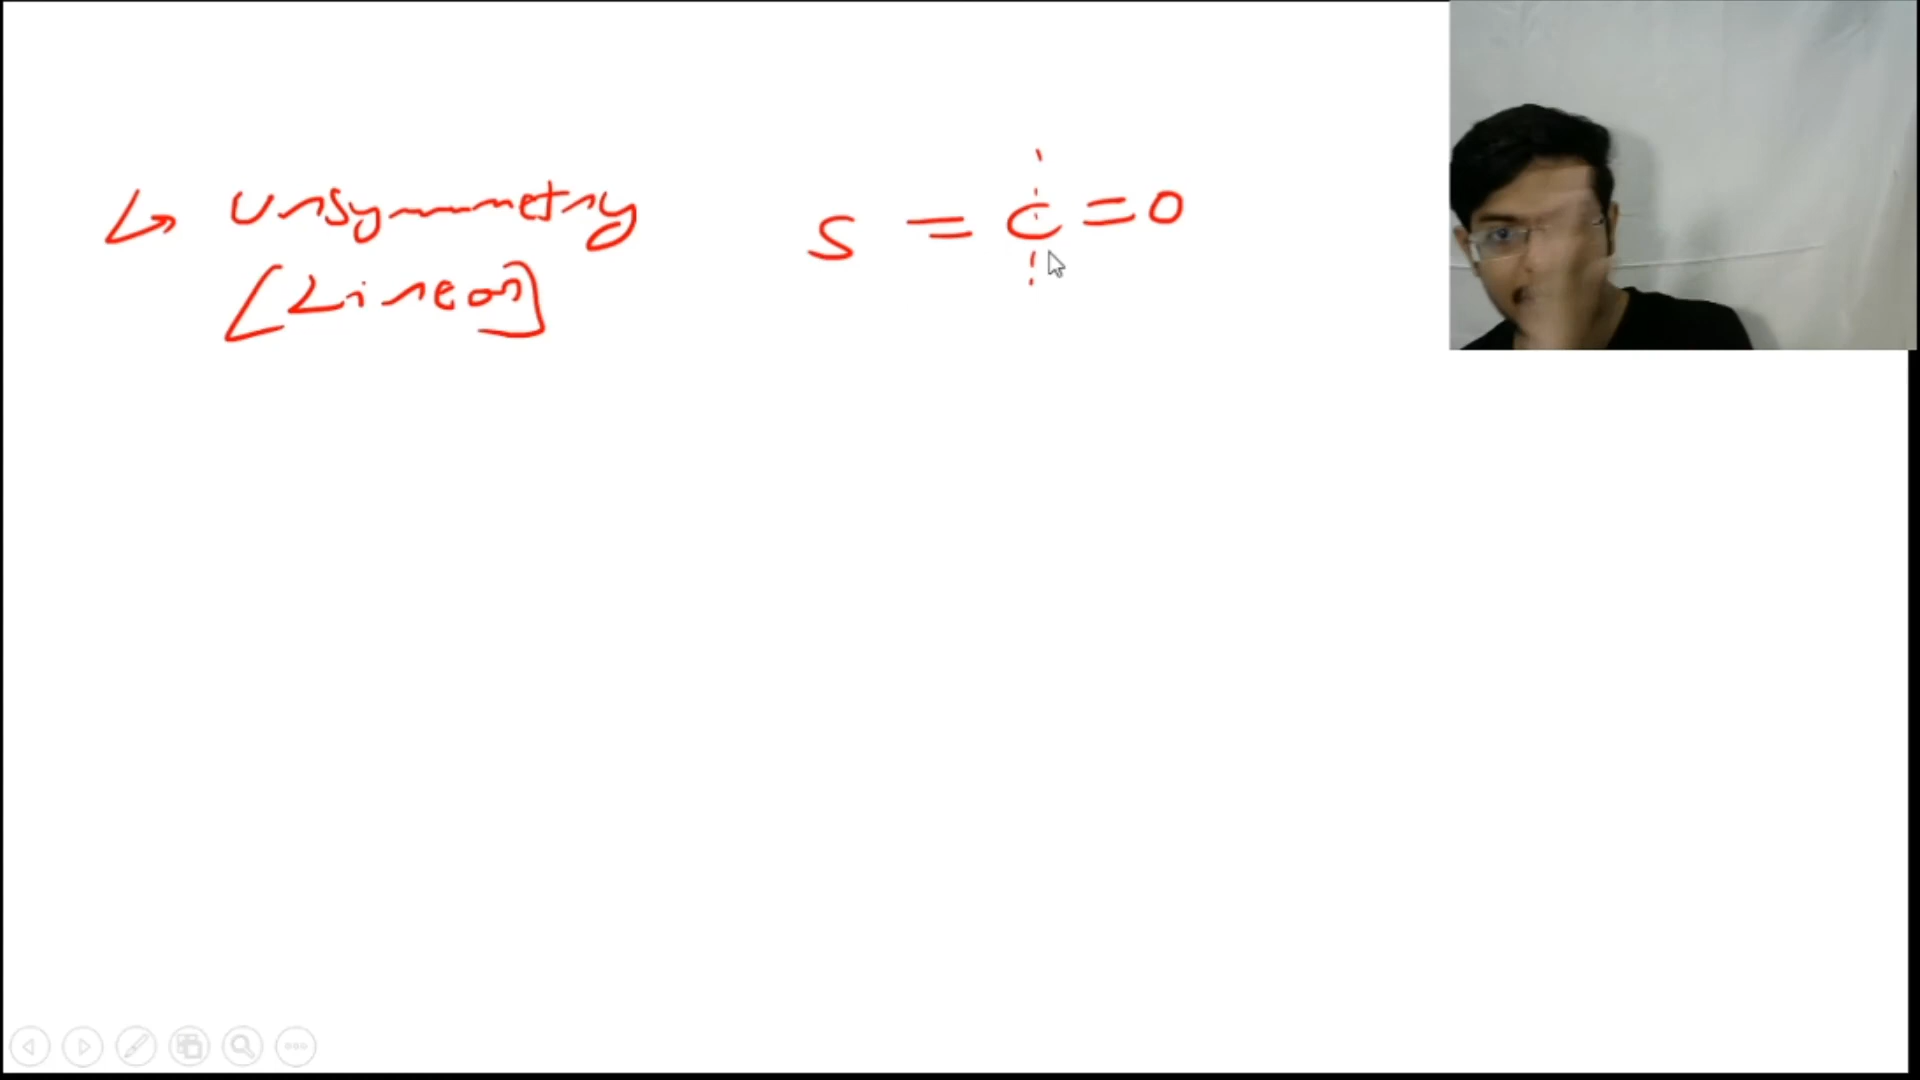 ↳ Unsymmetry
[Linear]
S = C = O